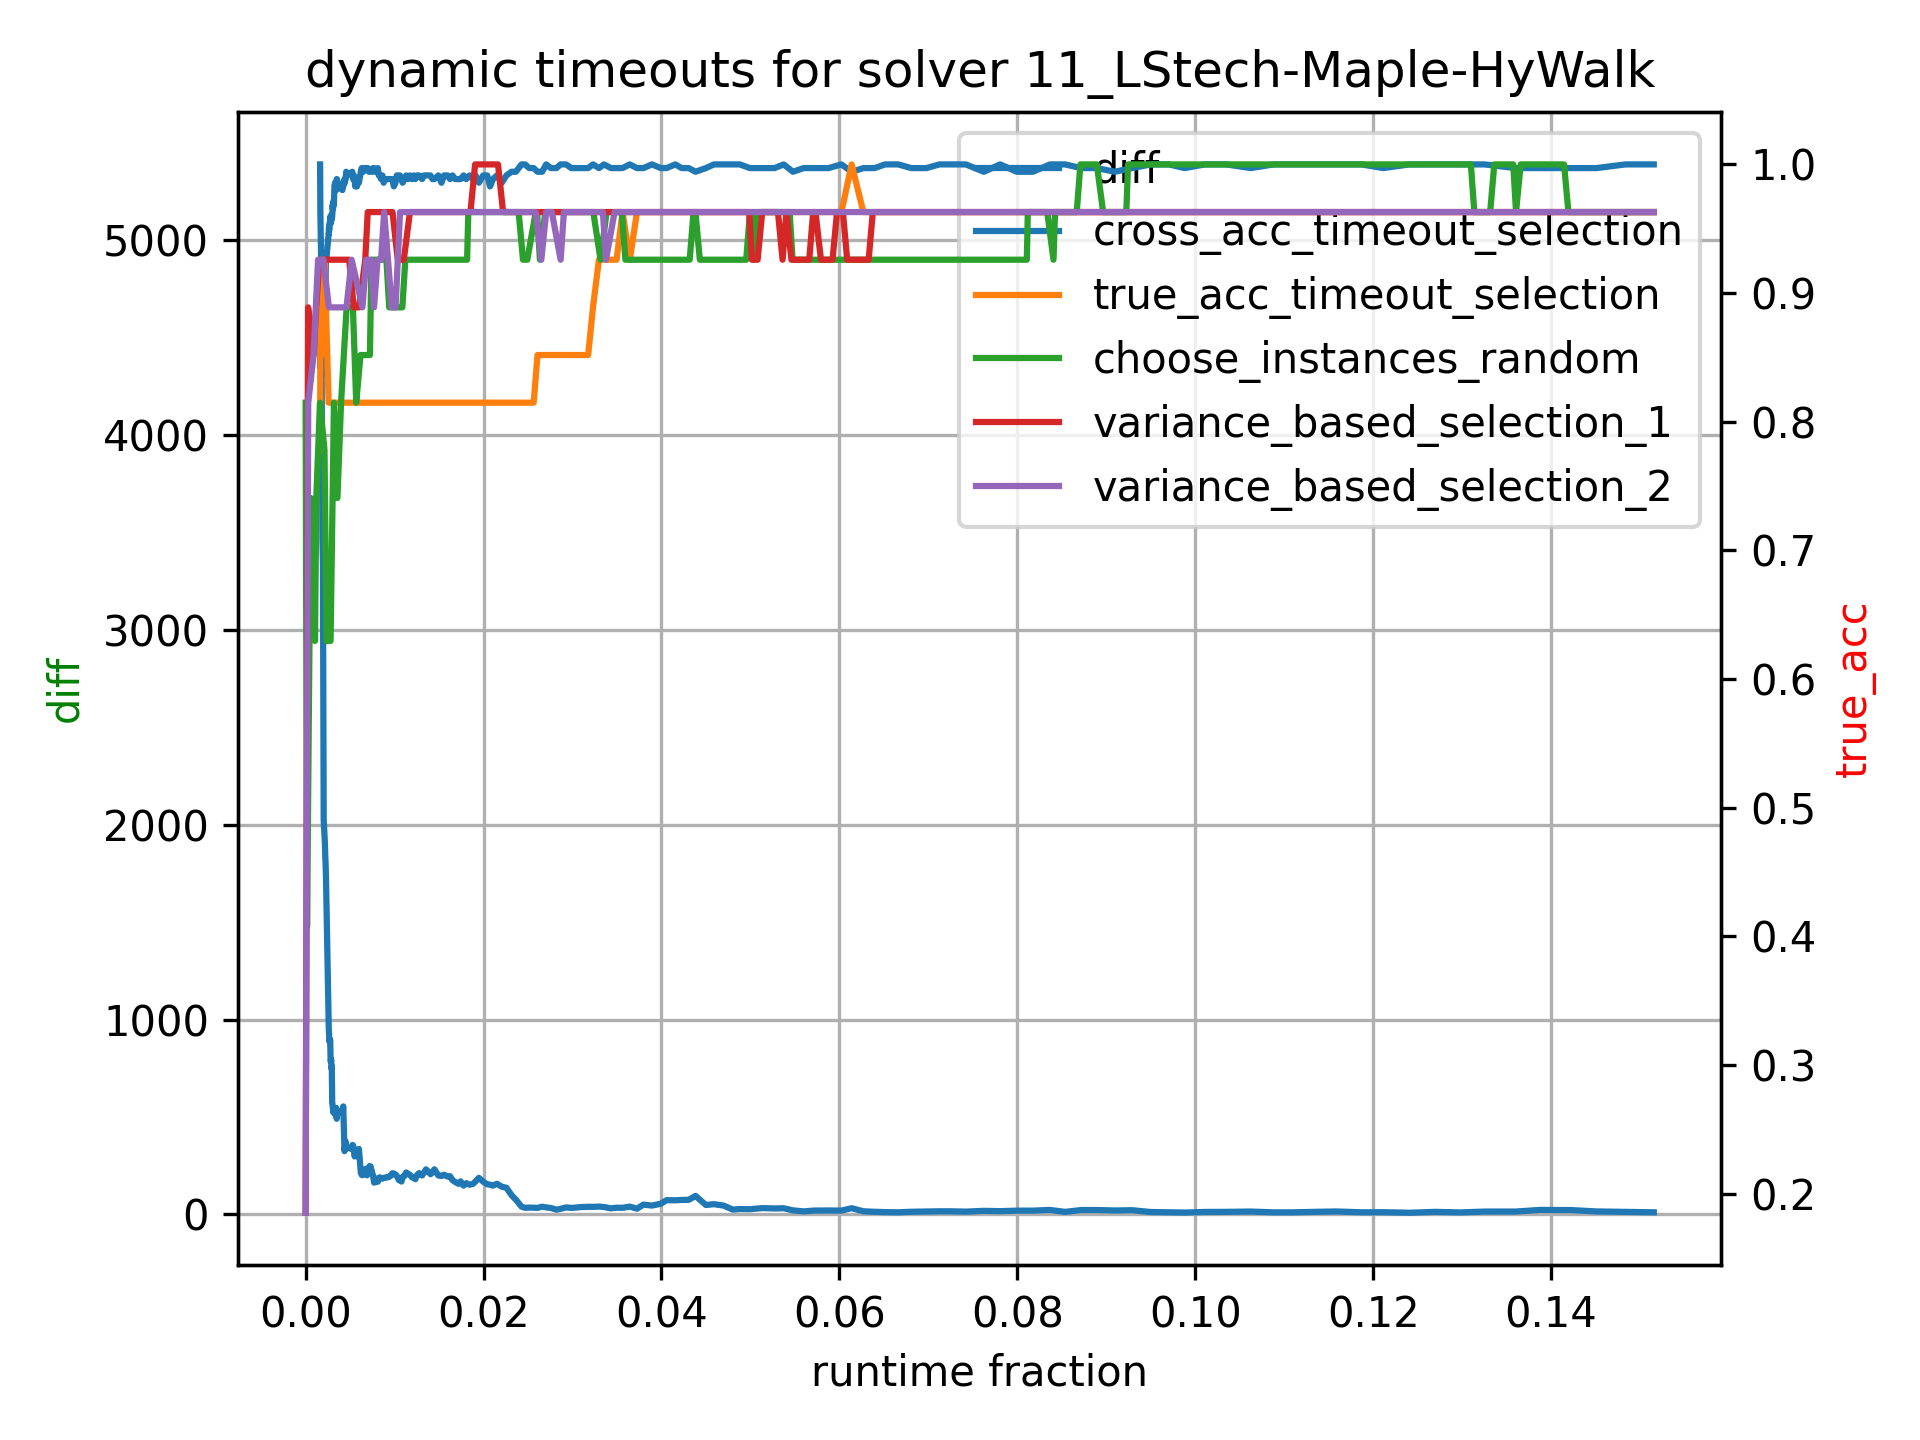 dynamic timeouts for solver 11_LStech-Maple-HyWalk
diff
cross_acc_timeout_selection
true_acc_timeout_selection
choose_instances_random
variance_based_selection_1
variance_based_selection_2
5000
4000
3000
2000
1000
0
diff
1.0
0.9
0.8
0.7
0.6
0.5
0.4
0.3
0.2
true_acc
0.00 0.02 0.04 0.06 0.08 0.10 0.12 0.14
runtime fraction